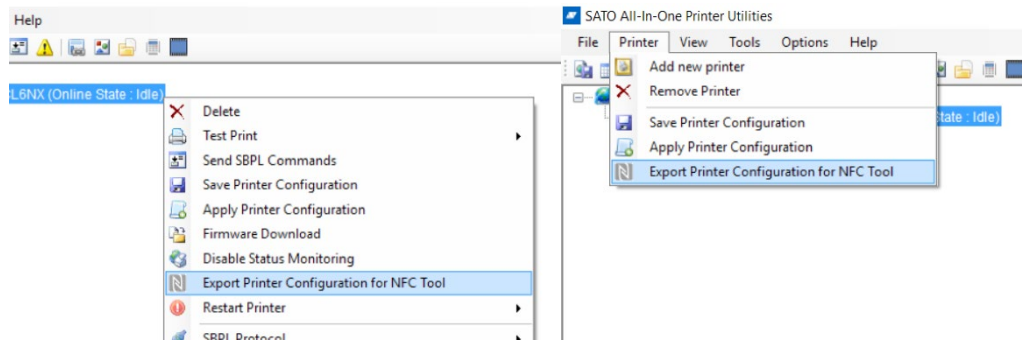 Help
CL6NX (Online State : Idle)
Delete
Test Print
Send SBPL Commands
Save Printer Configuration
Apply Printer Configuration
Firmware Download
Disable Status Monitoring
Export Printer Configuration for NFC Tool
Restart Printer
SBPL Protocol
SATO All-In-One Printer Utilities
File Printer View Tools Options Help
Add new printer
Remove Printer
State : Idle)
Save Printer Configuration
Apply Printer Configuration
Export Printer Configuration for NFC Tool